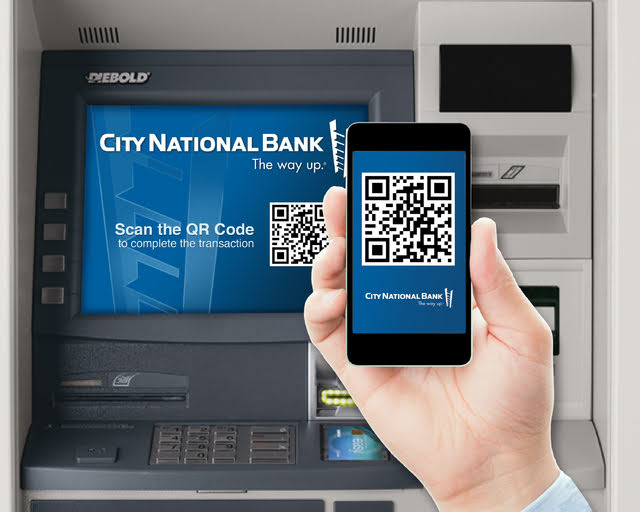 DIEBOLD
CITY NATIONAL BANK
The way up.®
Scan the QR Code
to complete the transaction
CITY NATIONAL BANK
The way up.®